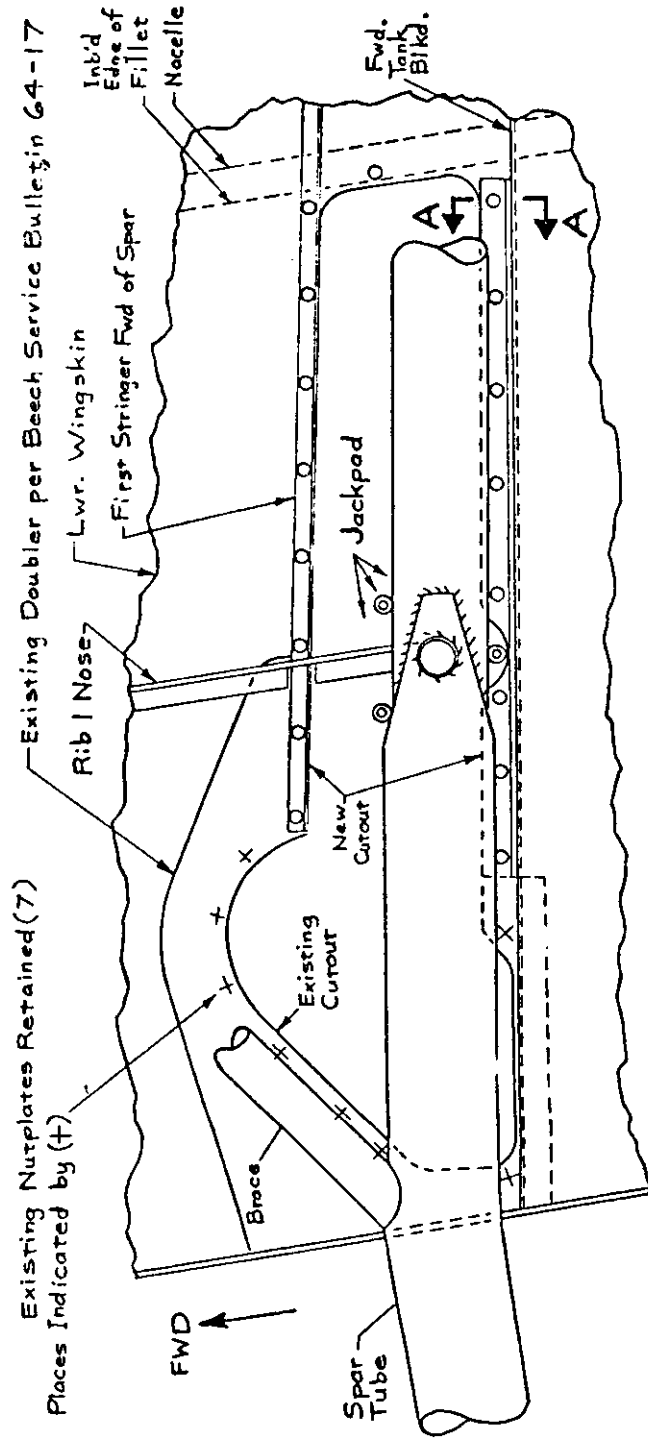 Existing Nutplates Retained (7)
Places Indicated by (+)
Existing Doubler per Beech Service Bulletin 64-17
Rib 1 Nose
Lwr. Wingskin
First Stringer Fwd of Spar
Inb'd
Edge of
Fillet
Nacelle
FWD
Brace
Existing
Cutout
New
Cutout
Jackpad
A
A
Fwd.
Tank
Blkd.
Spar
Tube